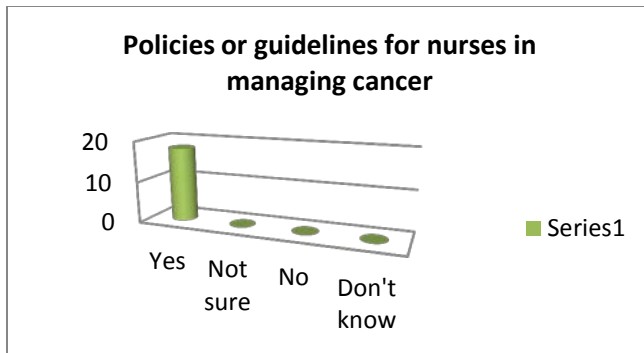 Policies or guidelines for nurses in
managing cancer
20
10
0
Yes
Not
sure
No
Don't
know
Series1